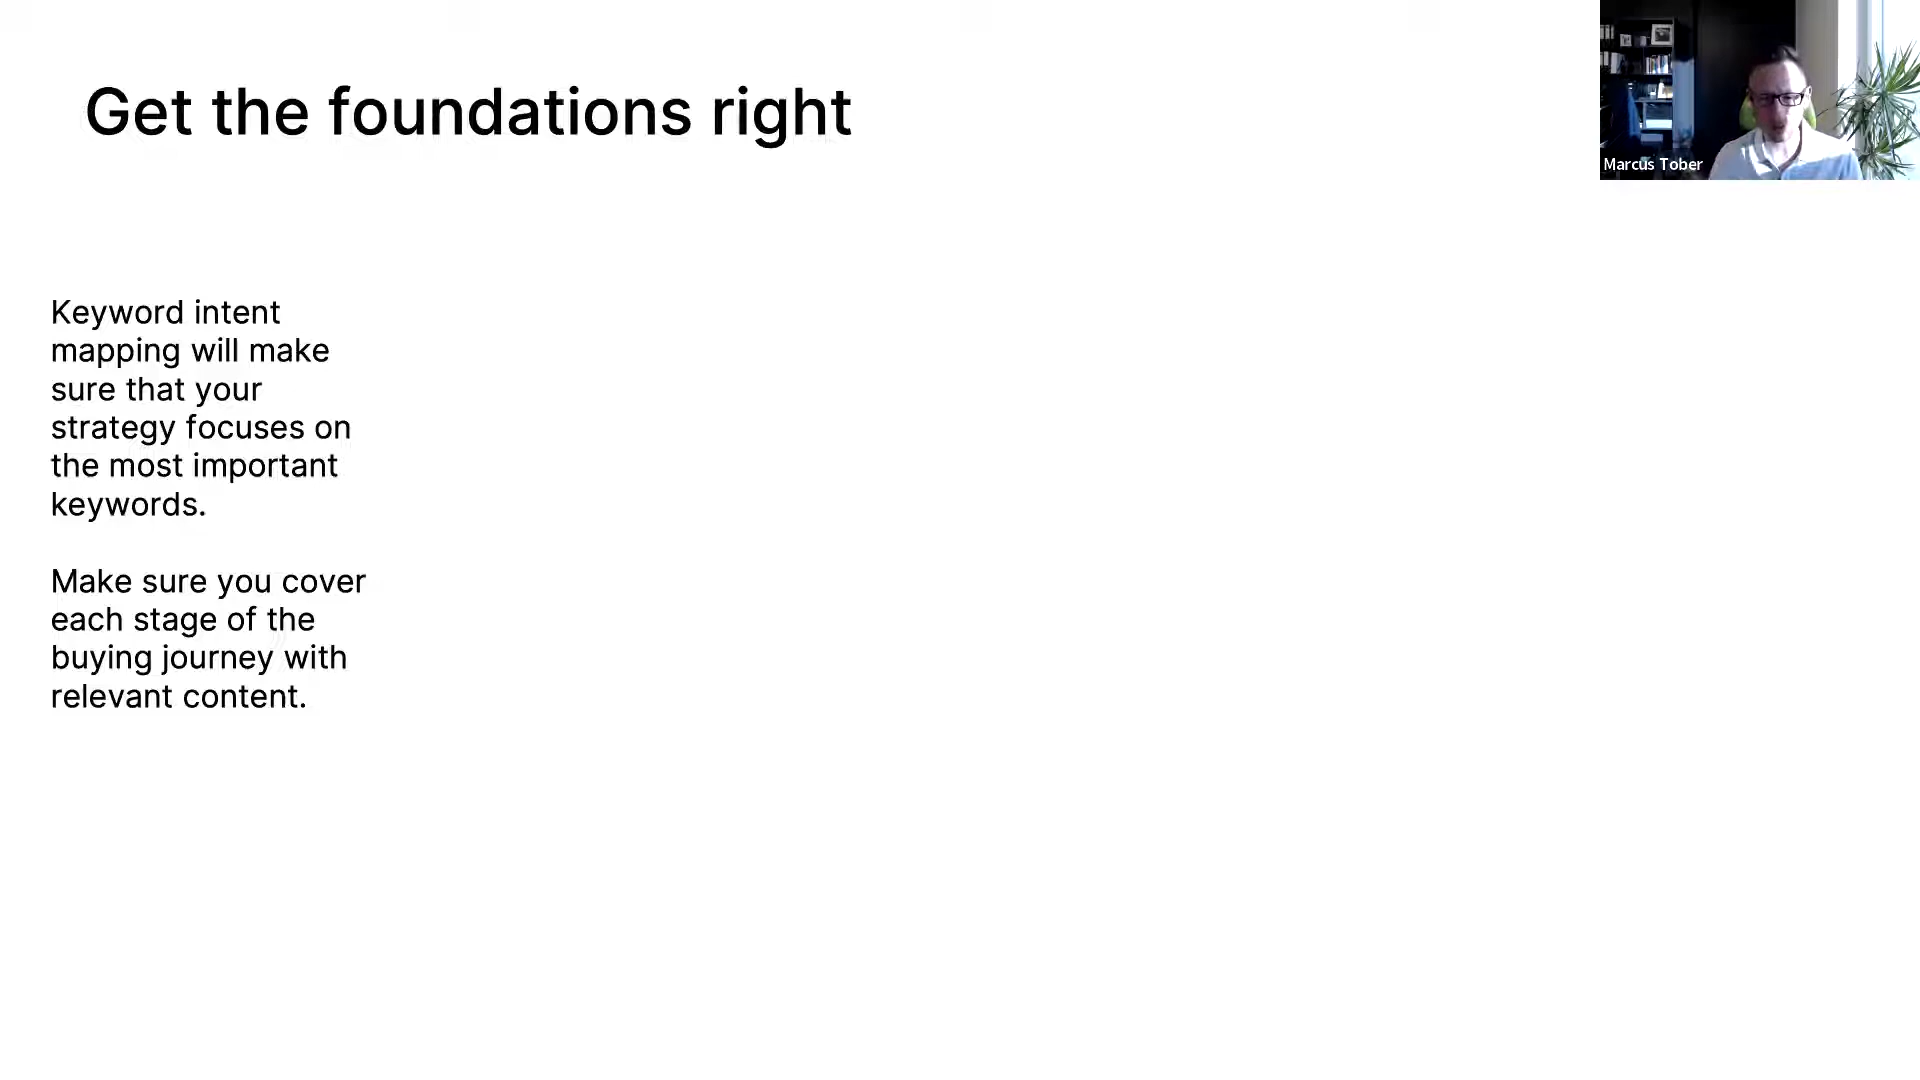 Get the foundations right
Marcus Tober
Keyword intent
mapping will make
sure that your
strategy focuses on
the most important
keywords.
Make sure you cover
each stage of the
buying journey with
relevant content.